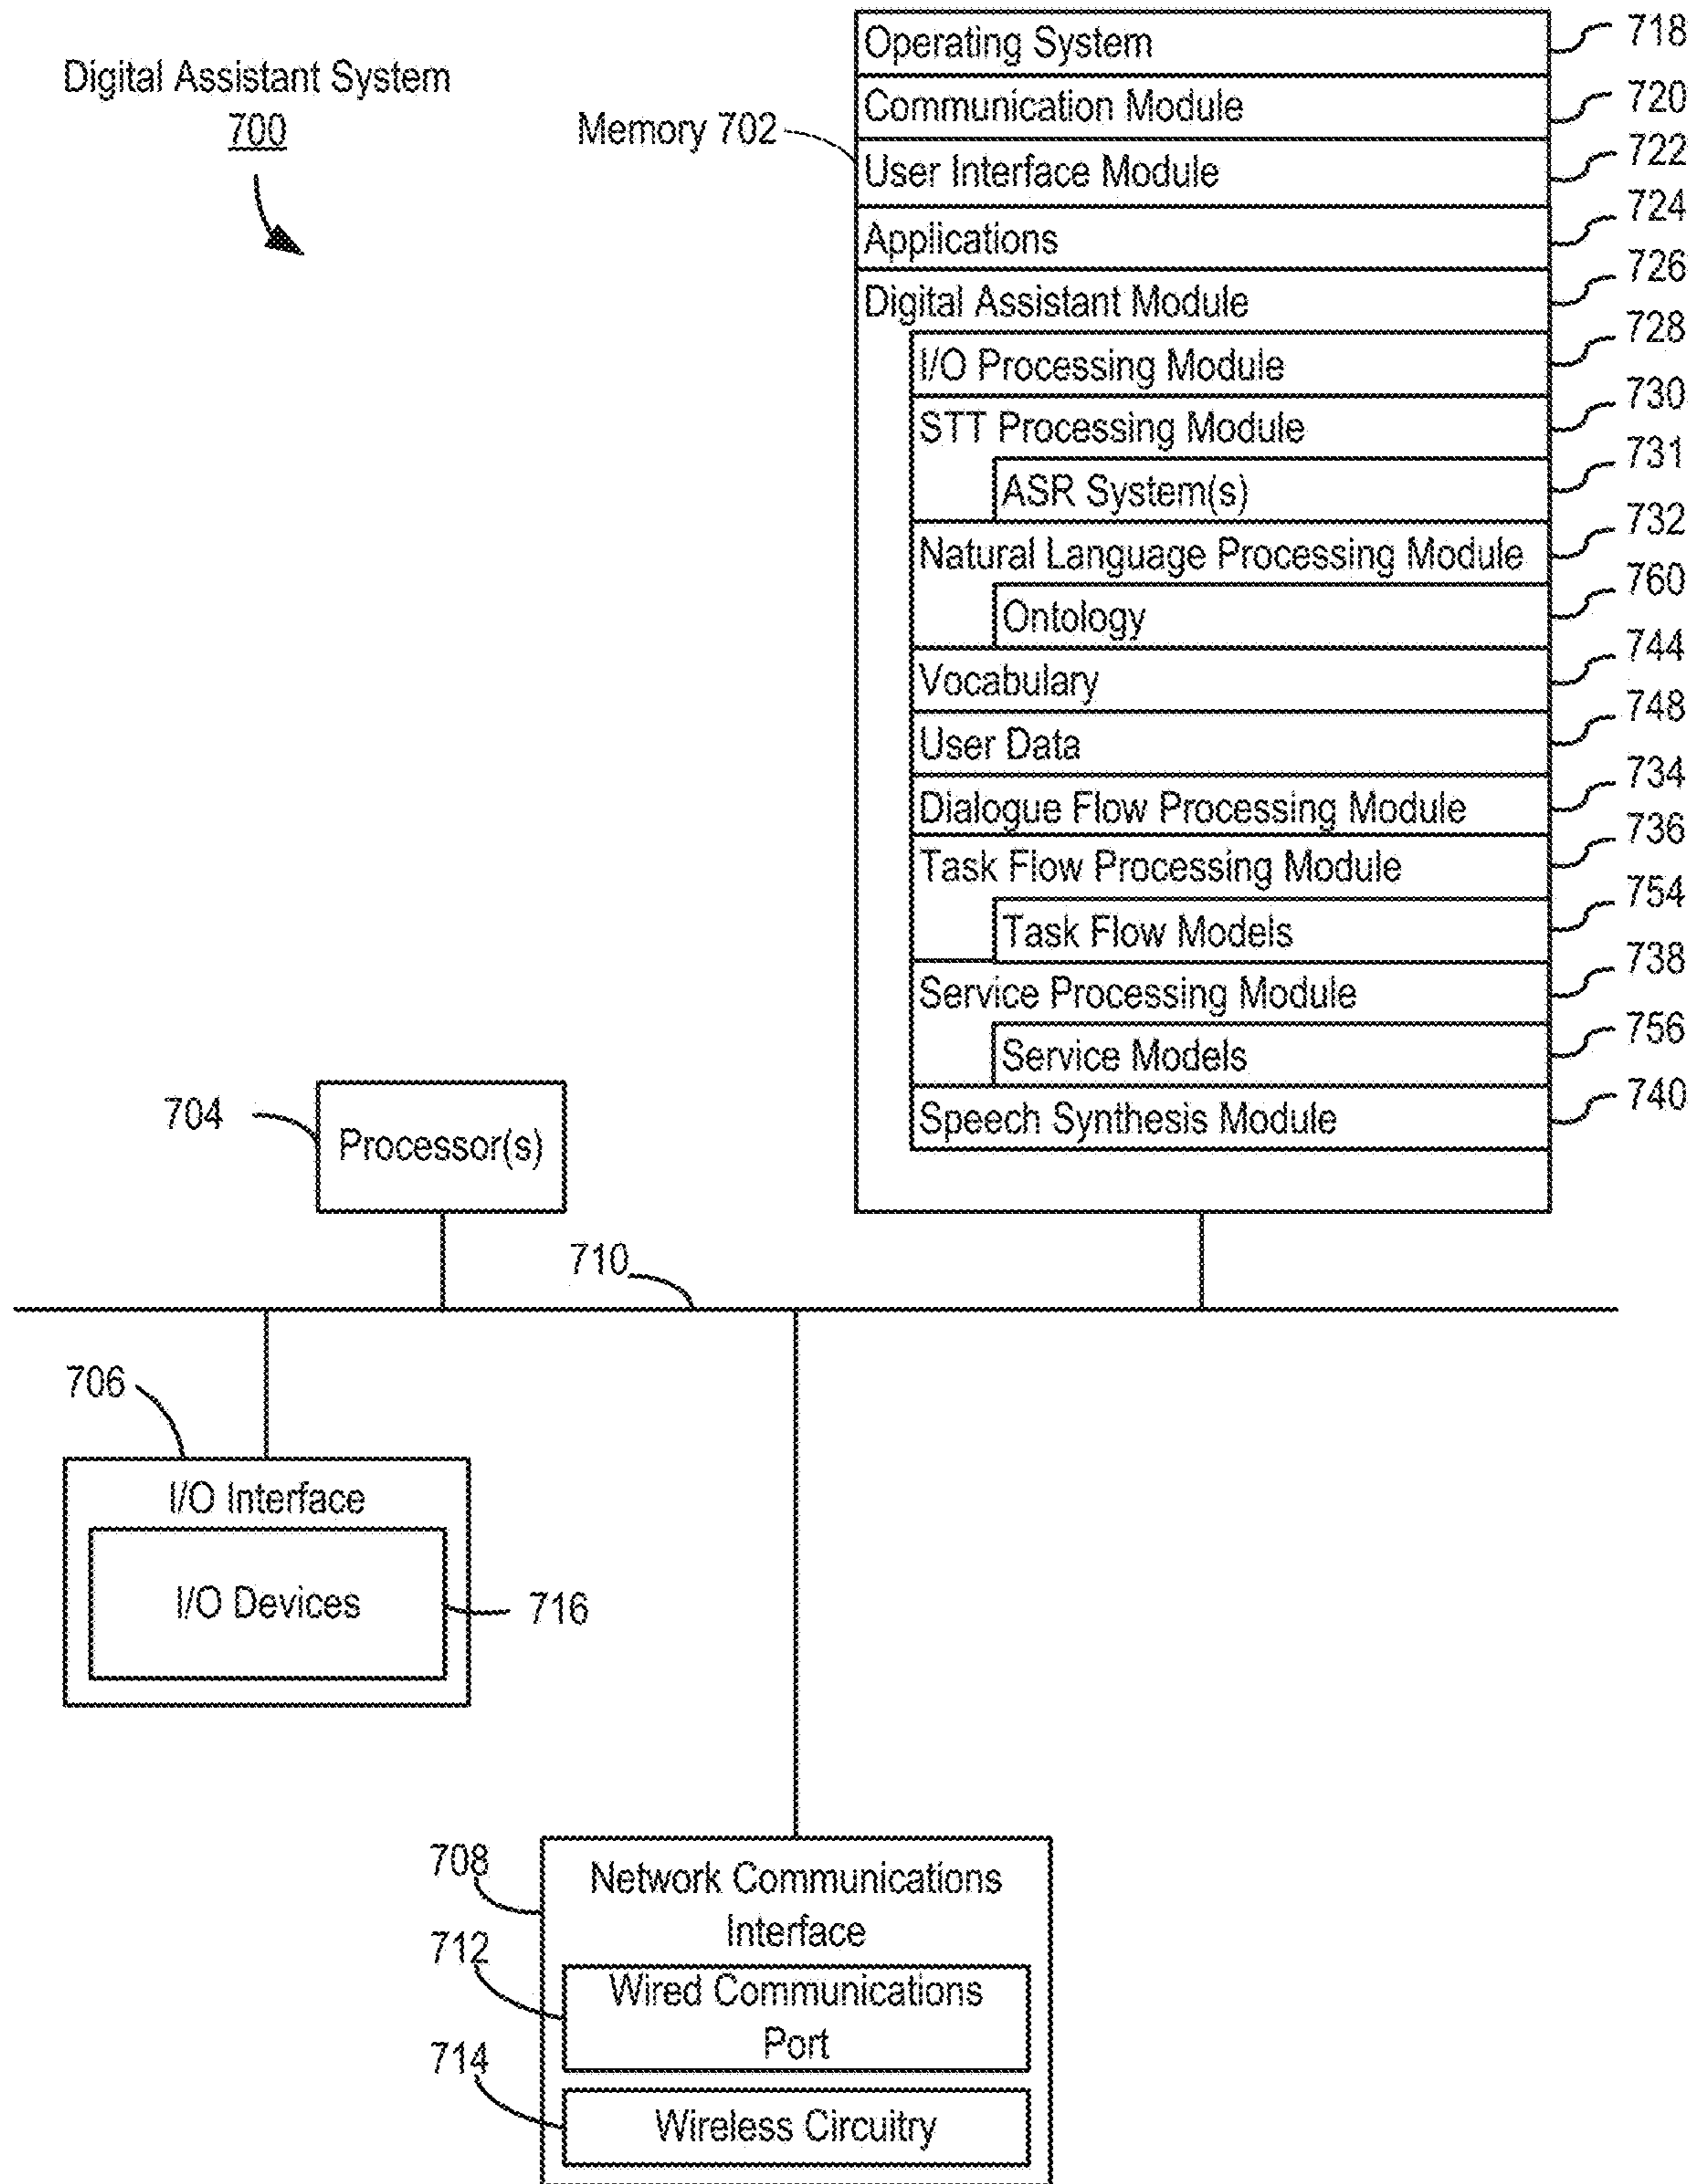 Digital Assistant System
700
Memory 702
Operating System 718
Communication Module 720
User Interface Module 722
Applications 724
Digital Assistant Module 726
I/O Processing Module 728
STT Processing Module 730
ASR System(s) 731
Natural Language Processing Module 732
Ontology 760
Vocabulary 744
User Data 748
Dialogue Flow Processing Module 734
Task Flow Processing Module 736
Task Flow Models 754
Service Processing Module 738
Service Models 756
Speech Synthesis Module 740
704
Processor(s)
710
706
I/O Interface
I/O Devices
716
708
Network Communications
Interface
712
Wired Communications
Port
714
Wireless Circuitry